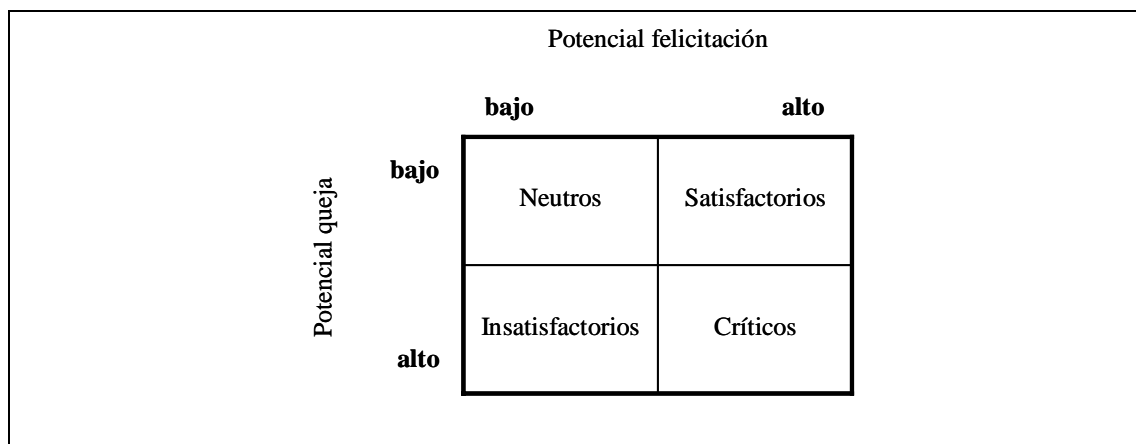 Potencial felicitación
bajo alto
bajo
Neutros Satisfactorios
Potencial queja
Insatisfactorios Críticos
alto